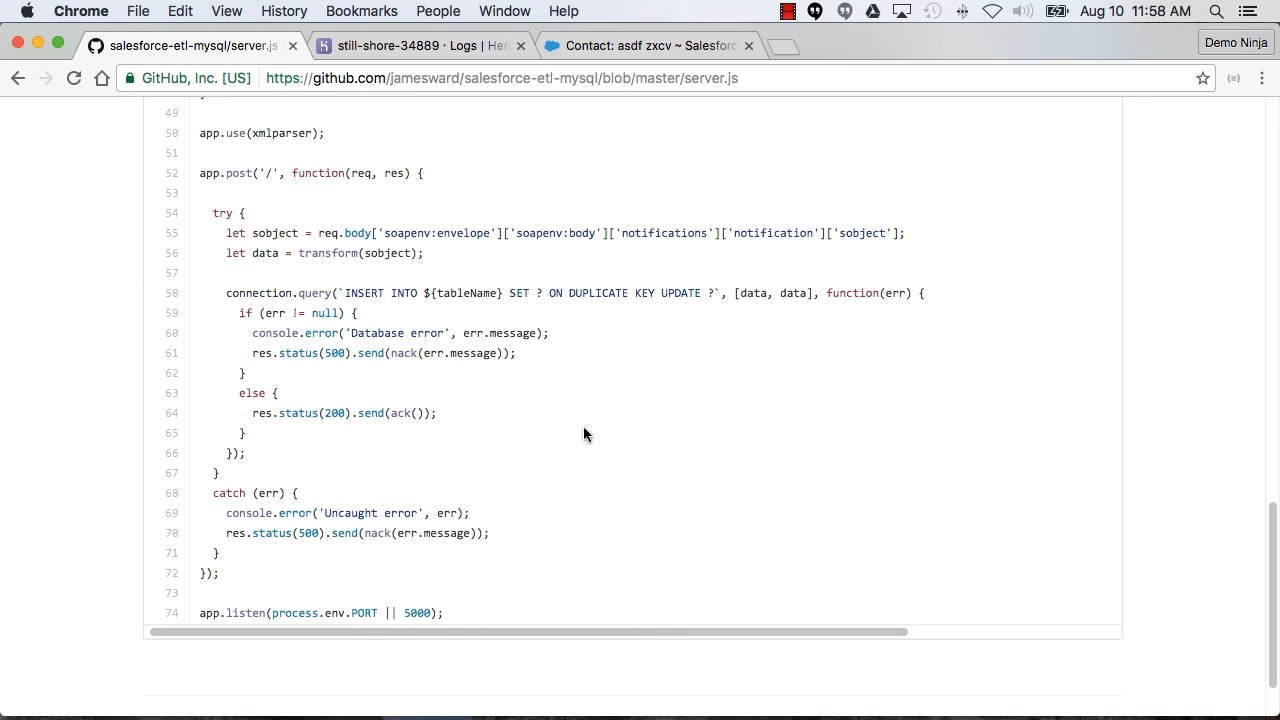 Chrome File Edit View History Bookmarks People Window Help Aug 10 11:58 AM
salesforce-etl-mysql/server.js still-shore-34889 · Logs | Her Contact: asdf zxcv ~ Salesforc Demo Ninja
GitHub, Inc. [US] https://github.com/jamesward/salesforce-etl-mysql/blob/master/server.js
49
50 app.use(xmlparser);
51
52 app.post('/', function(req, res) {
53
54 try {
55 let sobject = req.body['soapenv:envelope']['soapenv:body']['notifications']['notification']['sobject'];
56 let data = transform(sobject);
57
58 connection.query(`INSERT INTO ${tableName} SET ? ON DUPLICATE KEY UPDATE ?`, [data, data], function(err) {
59 if (err != null) {
60 console.error('Database error', err.message);
61 res.status(500).send(nack(err.message));
62 }
63 else {
64 res.status(200).send(ack());
65 }
66 });
67 }
68 catch (err) {
69 console.error('Uncaught error', err);
70 res.status(500).send(nack(err.message));
71 }
72 });
73
74 app.listen(process.env.PORT || 5000);